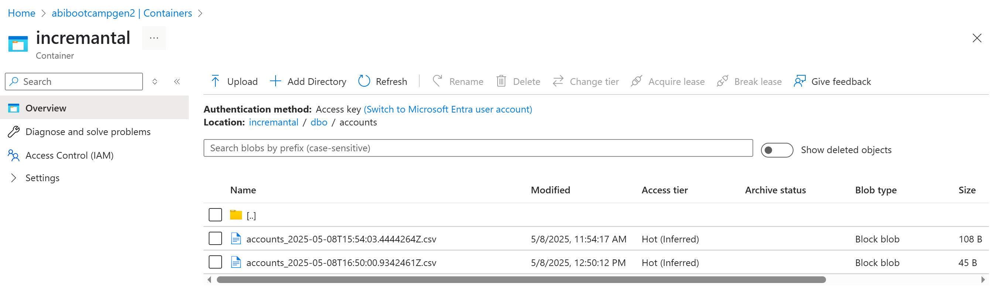 Home > abibootcampgen2 | Containers >
incremantal ...
Container
Search
Upload Add Directory Refresh Rename Delete Change tier Acquire lease Break lease Give feedback
Overview
Diagnose and solve problems
Access Control (IAM)
Settings
Authentication method: Access key (Switch to Microsoft Entra user account)
Location: incremantal / dbo / accounts
Search blobs by prefix (case-sensitive)
Show deleted objects
Name Modified Access tier Archive status Blob type Size
[..]
accounts_2025-05-08T15:54:03.4444264Z.csv 5/8/2025, 11:54:17 AM Hot (Inferred) Block blob 108 B
accounts_2025-05-08T16:50:00.9342461Z.csv 5/8/2025, 12:50:12 PM Hot (Inferred) Block blob 45 B